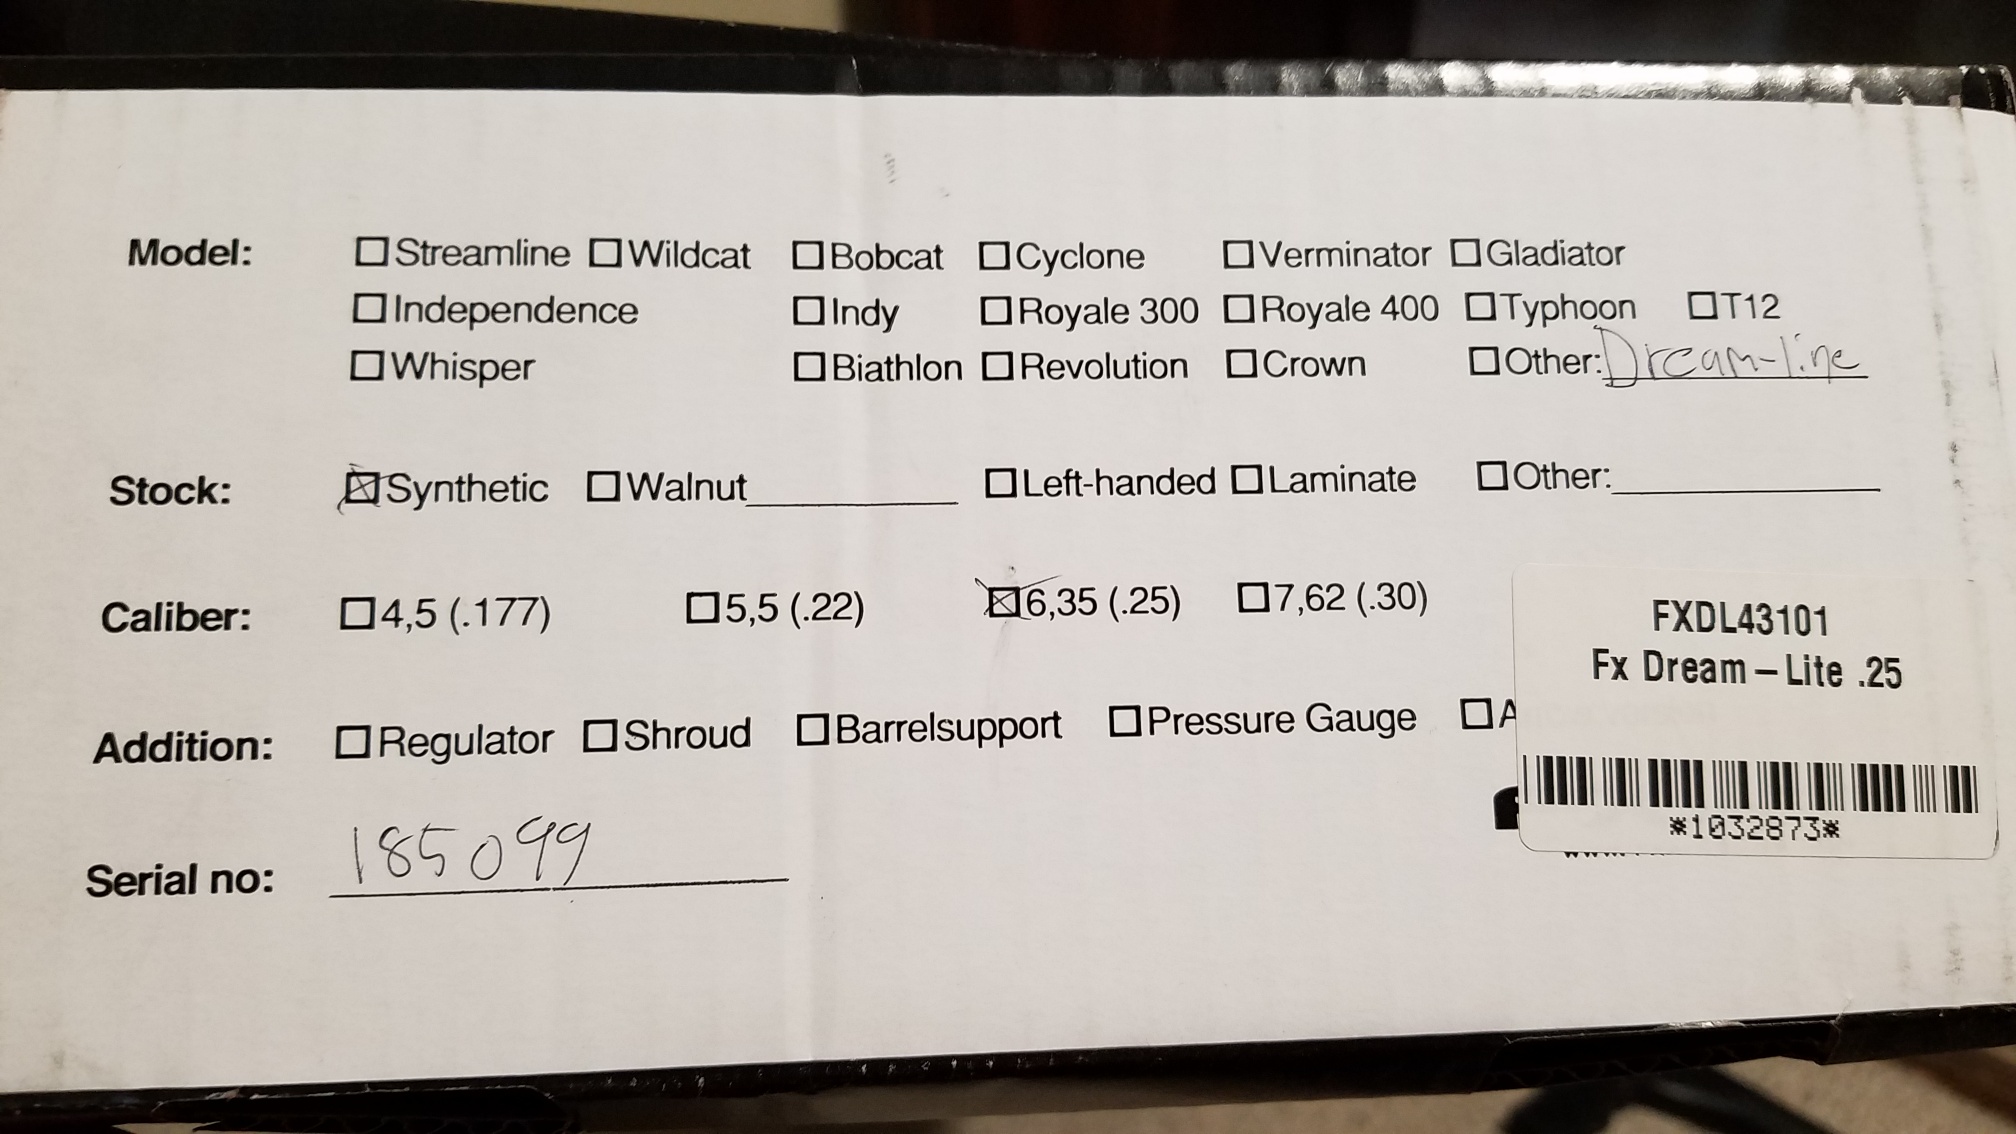 Model: ☐Streamline ☐Wildcat ☐Bobcat ☐Cyclone ☐Verminator ☐Gladiator
☐Independence ☐Indy ☐Royale 300 ☐Royale 400 ☐Typhoon ☐T12
☐Whisper ☐Biathlon ☐Revolution ☐Crown ☐Other: Dream-line
Stock: ☒Synthetic ☐Walnut ☐Left-handed ☐Laminate ☐Other:
Caliber: ☐4,5 (.177) ☐5,5 (.22) ☒6,35 (.25) ☐7,62 (.30)
Addition: ☐Regulator ☐Shroud ☐Barrelsupport ☐Pressure Gauge ☐A
Serial no: 185099
FXDL43101
Fx Dream – Lite .25
*1032873*